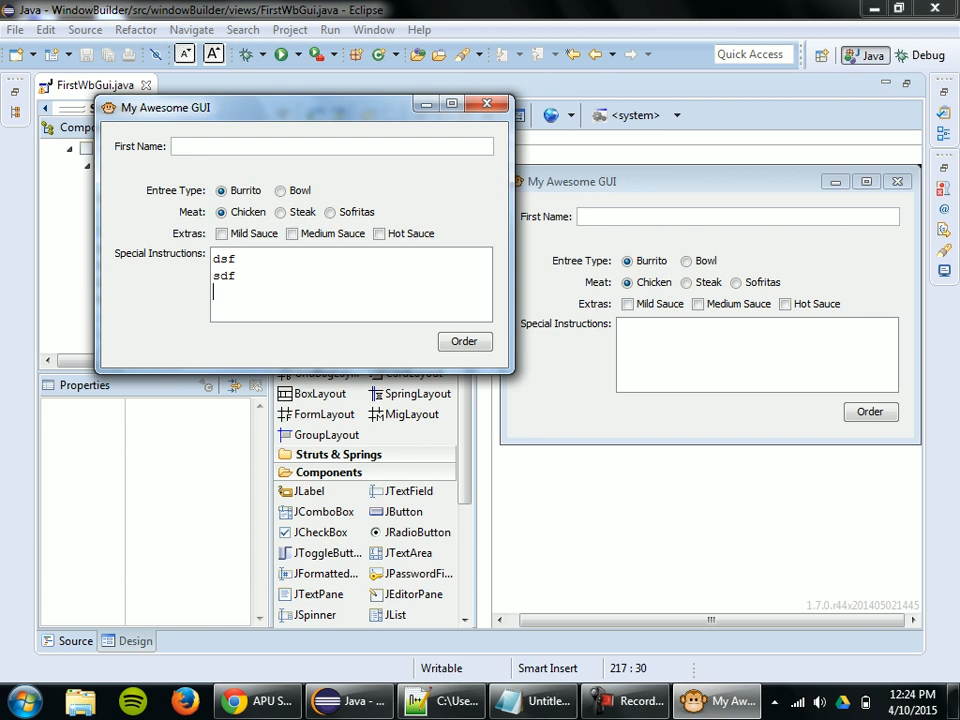 Java - WindowBuilder/src/windowBuilder/views/FirstWbGui.java - Eclipse
File Edit Source Refactor Navigate Search Project Run Window Help
Quick Access Java Debug
FirstWbGui.java
<system>
My Awesome GUI
First Name:
Entree Type: Burrito Bowl
Meat: Chicken Steak Sofritas
Extras: Mild Sauce Medium Sauce Hot Sauce
Special Instructions:
dsf
sdf
Order
My Awesome GUI
First Name:
Entree Type: Burrito Bowl
Meat: Chicken Steak Sofritas
Extras: Mild Sauce Medium Sauce Hot Sauce
Special Instructions:
Order
Properties
BoxLayout SpringLayout
FormLayout MigLayout
GroupLayout
Struts & Springs
Components
JLabel JTextField
JComboBox JButton
JCheckBox JRadioButton
JToggleButt... JTextArea
JFormatted... JPasswordFi...
JTextPane JEditorPane
JSpinner JList
1.7.0.r44x201405021445
Source Design
Writable Smart Insert 217 : 30
APU S... Java - ... C:\Use... Untitle... Record... My Aw...
12:24 PM
4/10/2015